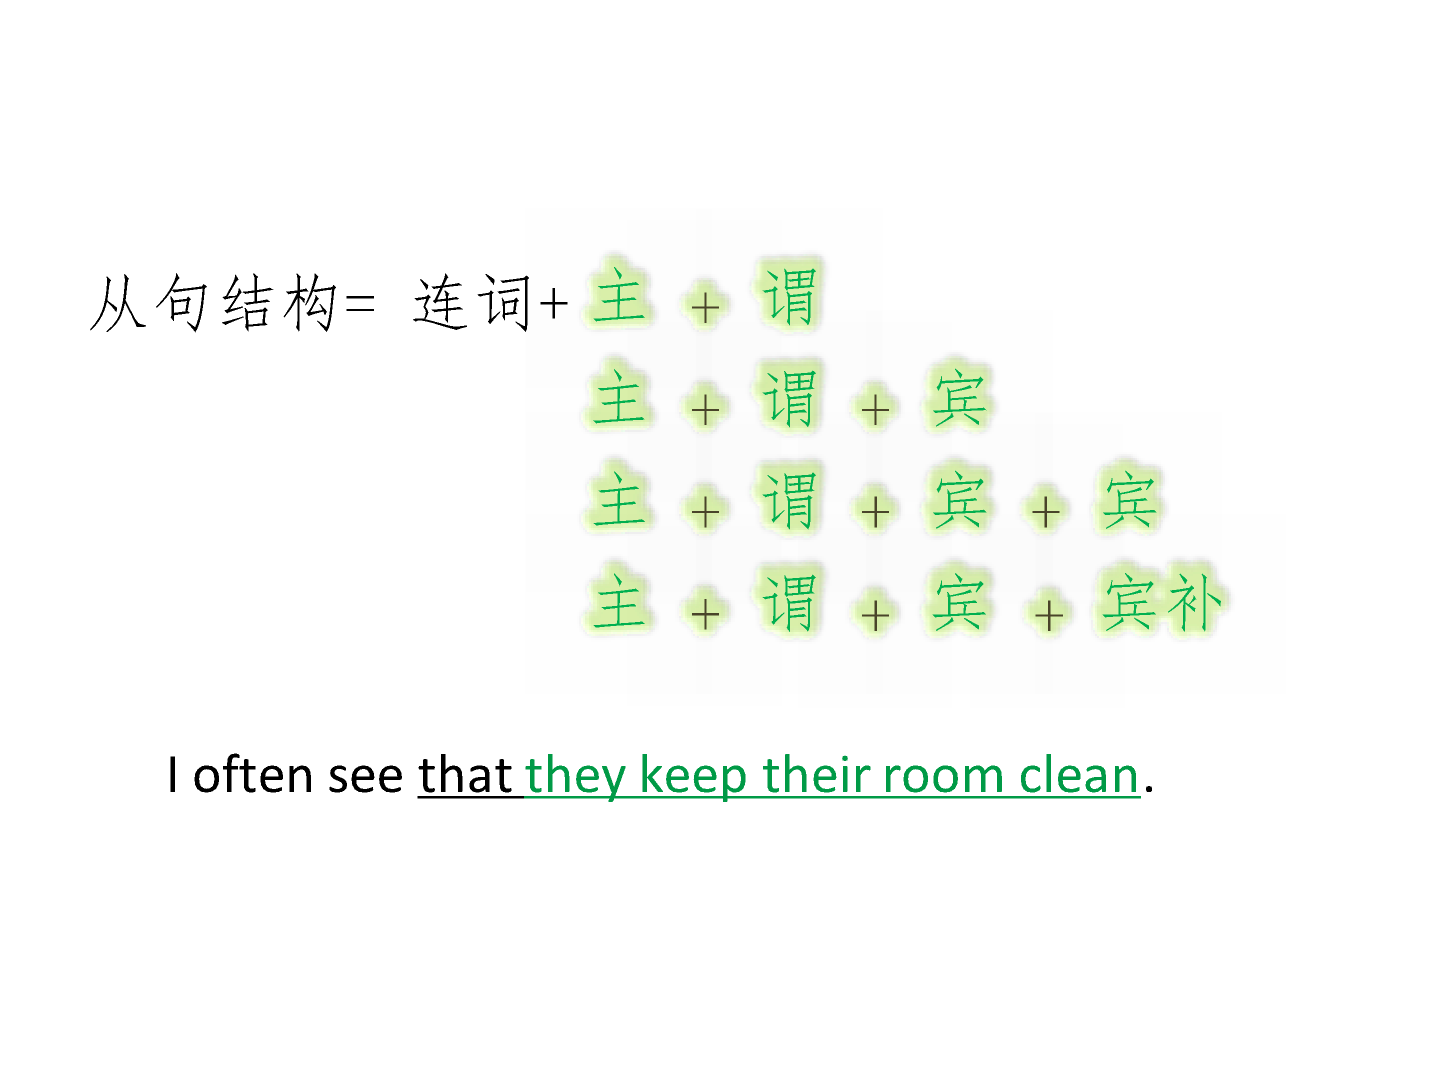 从句结构= 连词+主 + 谓
主 + 谓 + 宾
主 + 谓 + 宾 + 宾
主 + 谓 + 宾 + 宾补
I often see that they keep their room clean.